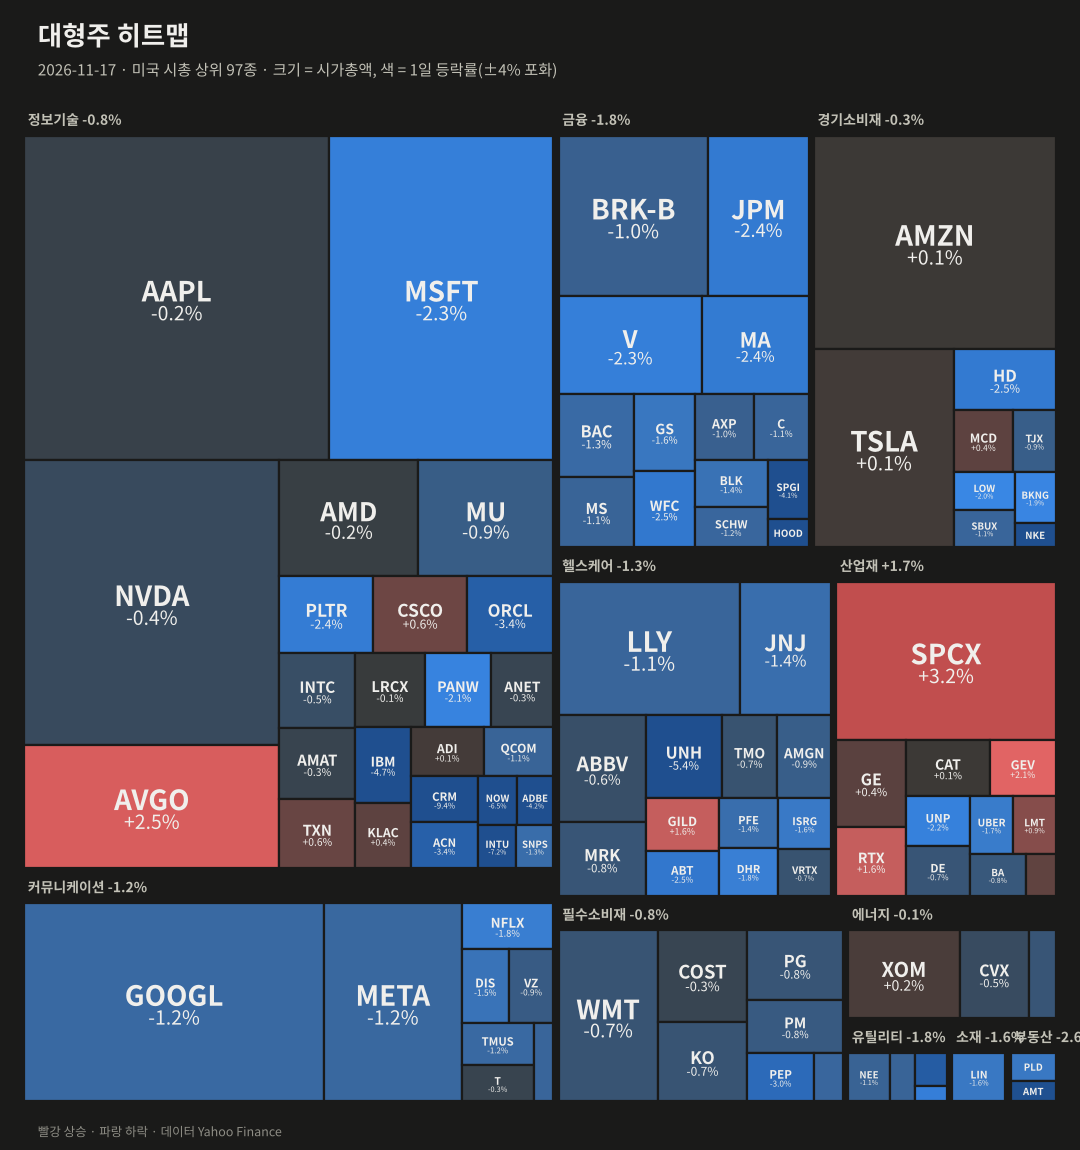 대형주 히트맵
2026-11-17 · 미국 시총 상위 97종 · 크기 = 시가총액, 색 = 1일 등락률(±4% 포화)
정보기술 -0.8%
AAPL
-0.2%
MSFT
-2.3%
NVDA
-0.4%
AMD
-0.2%
MU
-0.9%
PLTR
-2.4%
CSCO
+0.6%
ORCL
-3.4%
INTC
-0.5%
LRCX
-0.1%
PANW
-2.1%
ANET
-0.3%
AMAT
-0.3%
IBM
-4.7%
ADI
+0.1%
QCOM
-1.1%
AVGO
+2.5%
TXN
+0.6%
KLAC
+0.4%
CRM
-9.4%
NOW
-6.5%
ADBE
-4.2%
ACN
-3.4%
INTU
-7.2%
SNPS
-1.3%
금융 -1.8%
BRK-B
-1.0%
JPM
-2.4%
V
-2.3%
MA
-2.4%
BAC
-1.3%
GS
-1.6%
AXP
-1.0%
C
-1.1%
MS
-1.1%
WFC
-2.5%
BLK
-1.4%
SPGI
-4.1%
SCHW
-1.2%
HOOD
경기소비재 -0.3%
AMZN
+0.1%
TSLA
+0.1%
HD
-2.5%
MCD
+0.4%
TJX
-0.9%
LOW
-2.0%
BKNG
-1.9%
SBUX
-1.1%
NKE
헬스케어 -1.3%
LLY
-1.1%
JNJ
-1.4%
ABBV
-0.6%
UNH
-5.4%
TMO
-0.7%
AMGN
-0.9%
MRK
-0.8%
GILD
+1.6%
PFE
-1.4%
ISRG
-1.6%
ABT
-2.5%
DHR
-1.8%
VRTX
-0.7%
산업재 +1.7%
SPCX
+3.2%
GE
+0.4%
CAT
+0.1%
GEV
+2.1%
RTX
+1.6%
UNP
-2.2%
UBER
-1.7%
LMT
+0.9%
DE
-0.7%
BA
-0.8%
커뮤니케이션 -1.2%
GOOGL
-1.2%
META
-1.2%
NFLX
-1.8%
DIS
-1.5%
VZ
-0.9%
TMUS
-1.2%
T
-0.3%
필수소비재 -0.8%
WMT
-0.7%
COST
-0.3%
PG
-0.8%
KO
-0.7%
PM
-0.8%
PEP
-3.0%
에너지 -0.1%
XOM
+0.2%
CVX
-0.5%
유틸리티 -1.8%
NEE
-1.1%
소재 -1.6%
LIN
-1.6%
부동산 -2.6
PLD
AMT
빨강 상승 · 파랑 하락 · 데이터 Yahoo Finance